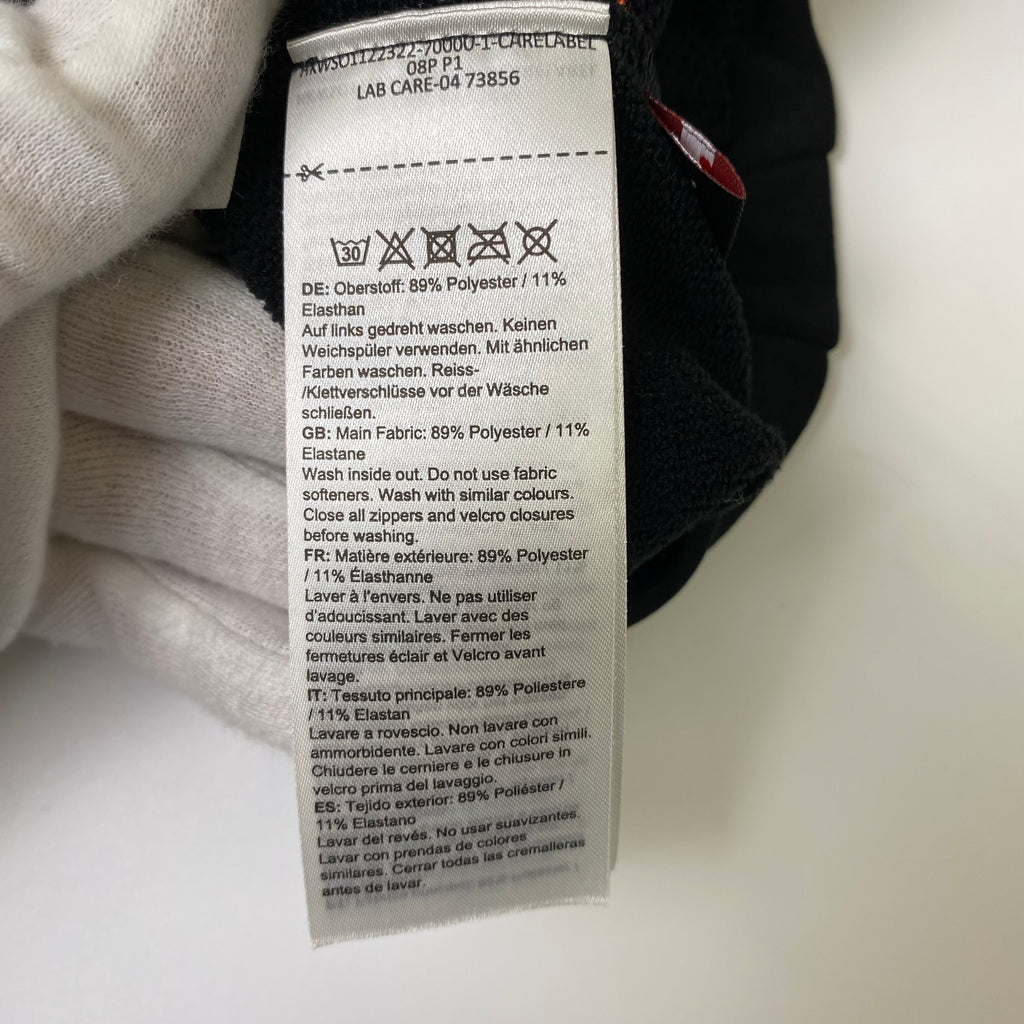 HXWSO1122322-70000-1-CARELABEL
08P P1
LAB CARE-04 73856
30
DE: Oberstoff: 89% Polyester / 11%
Elasthan
Auf links gedreht waschen. Keinen
Weichspüler verwenden. Mit ähnlichen
Farben waschen. Reiss-
/Klettverschlüsse vor der Wäsche
schließen.
GB: Main Fabric: 89% Polyester / 11%
Elastane
Wash inside out. Do not use fabric
softeners. Wash with similar colours.
Close all zippers and velcro closures
before washing.
FR: Matière extérieure: 89% Polyester
/ 11% Élasthanne
Laver à l'envers. Ne pas utiliser
d'adoucissant. Laver avec des
couleurs similaires. Fermer les
fermetures éclair et Velcro avant
lavage.
IT: Tessuto principale: 89% Poliestere
/ 11% Elastan
Lavare a rovescio. Non lavare con
ammorbidente. Lavare con colori simili.
Chiudere le cerniere e le chiusure in
velcro prima del lavaggio.
ES: Tejido exterior: 89% Poliéster /
11% Elastano
Lavar del revés. No usar suavizantes.
Lavar con prendas de colores
similares. Cerrar todas las cremalleras
antes de lavar.